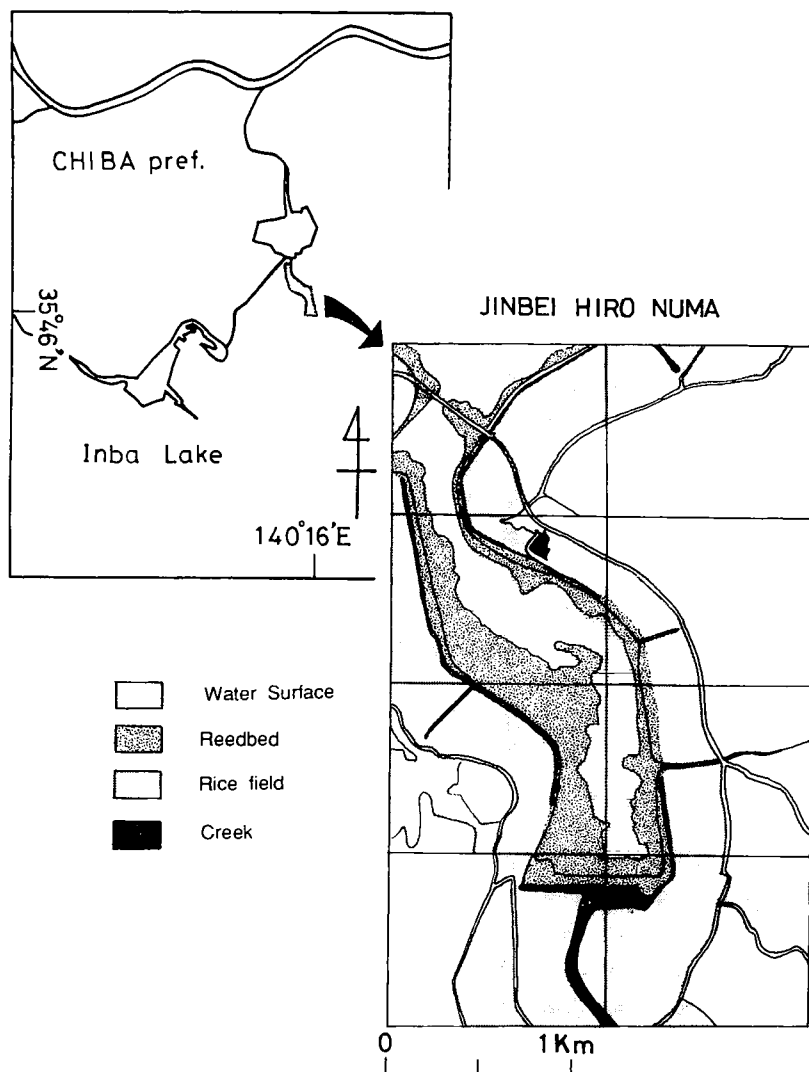 CHIBA pref.
35°46'N
Inba Lake
140°16'E
JINBEI HIRO NUMA
Water Surface
Reedbed
Rice field
Creek
0 1Km